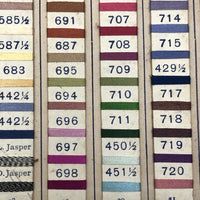 585½ 691 707 714
587½ 687 708 715
683 695 709 429½
442½ 694 710 717
442½ 696 711 718
Jasper 697 450½ 719
Jasper 698 451½ 720